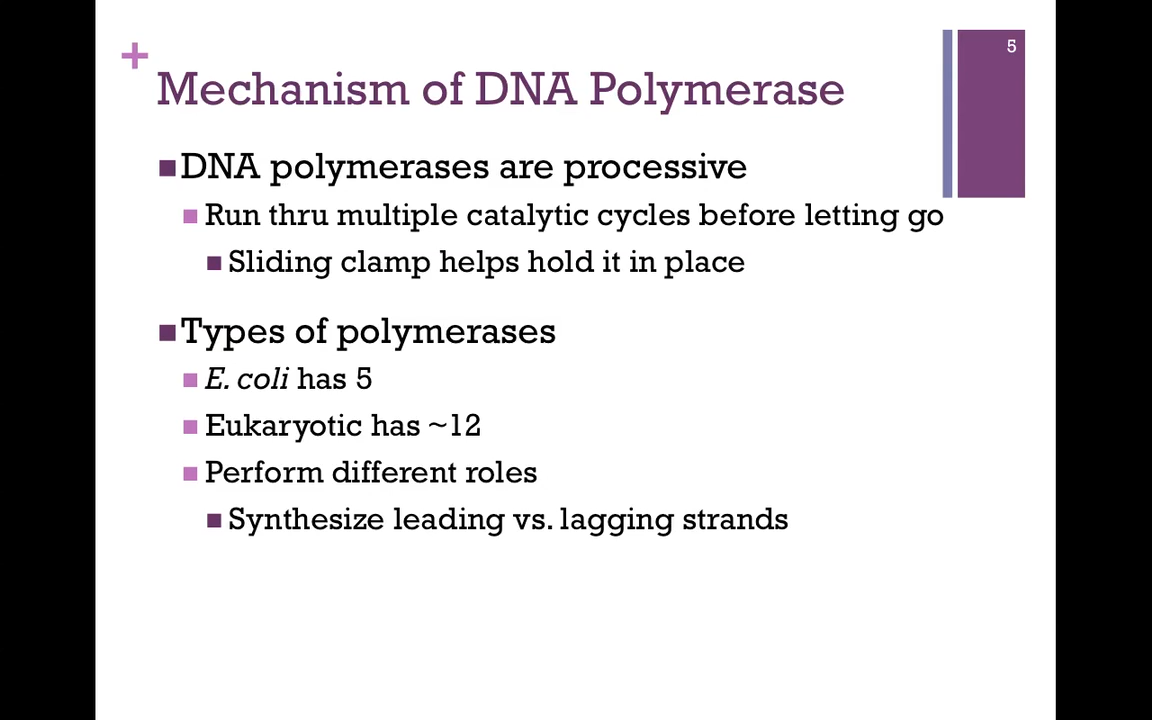 5
+
Mechanism of DNA Polymerase
DNA polymerases are processive
Run thru multiple catalytic cycles before letting go
Sliding clamp helps hold it in place
Types of polymerases
E. coli has 5
Eukaryotic has ~12
Perform different roles
Synthesize leading vs. lagging strands